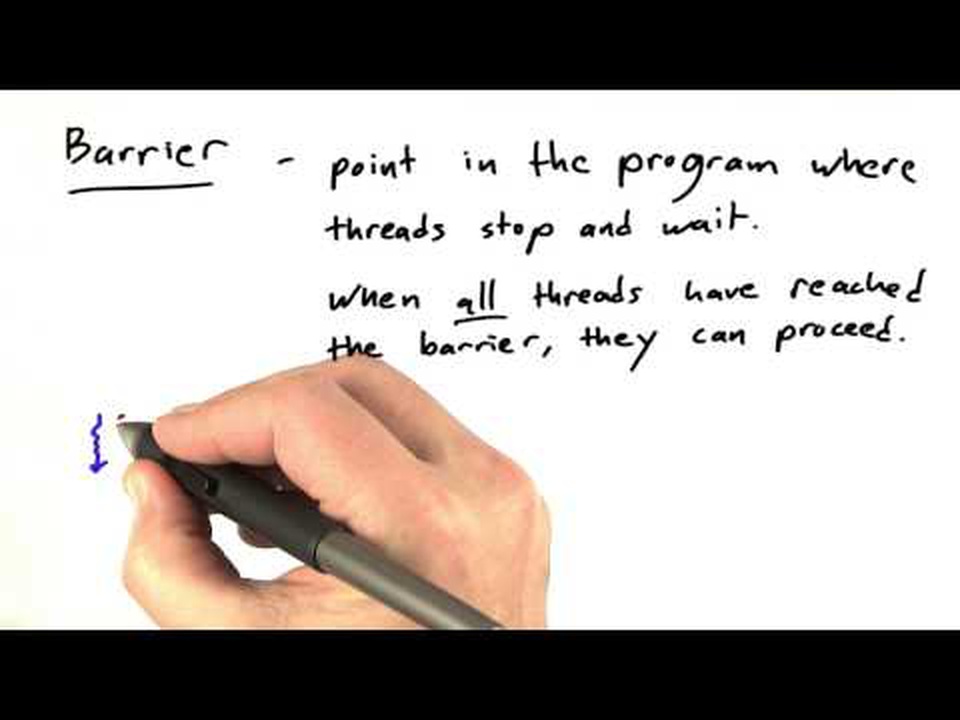 Barrier - point in the program where
threads stop and wait.
When all threads have reached
the barrier, they can proceed.